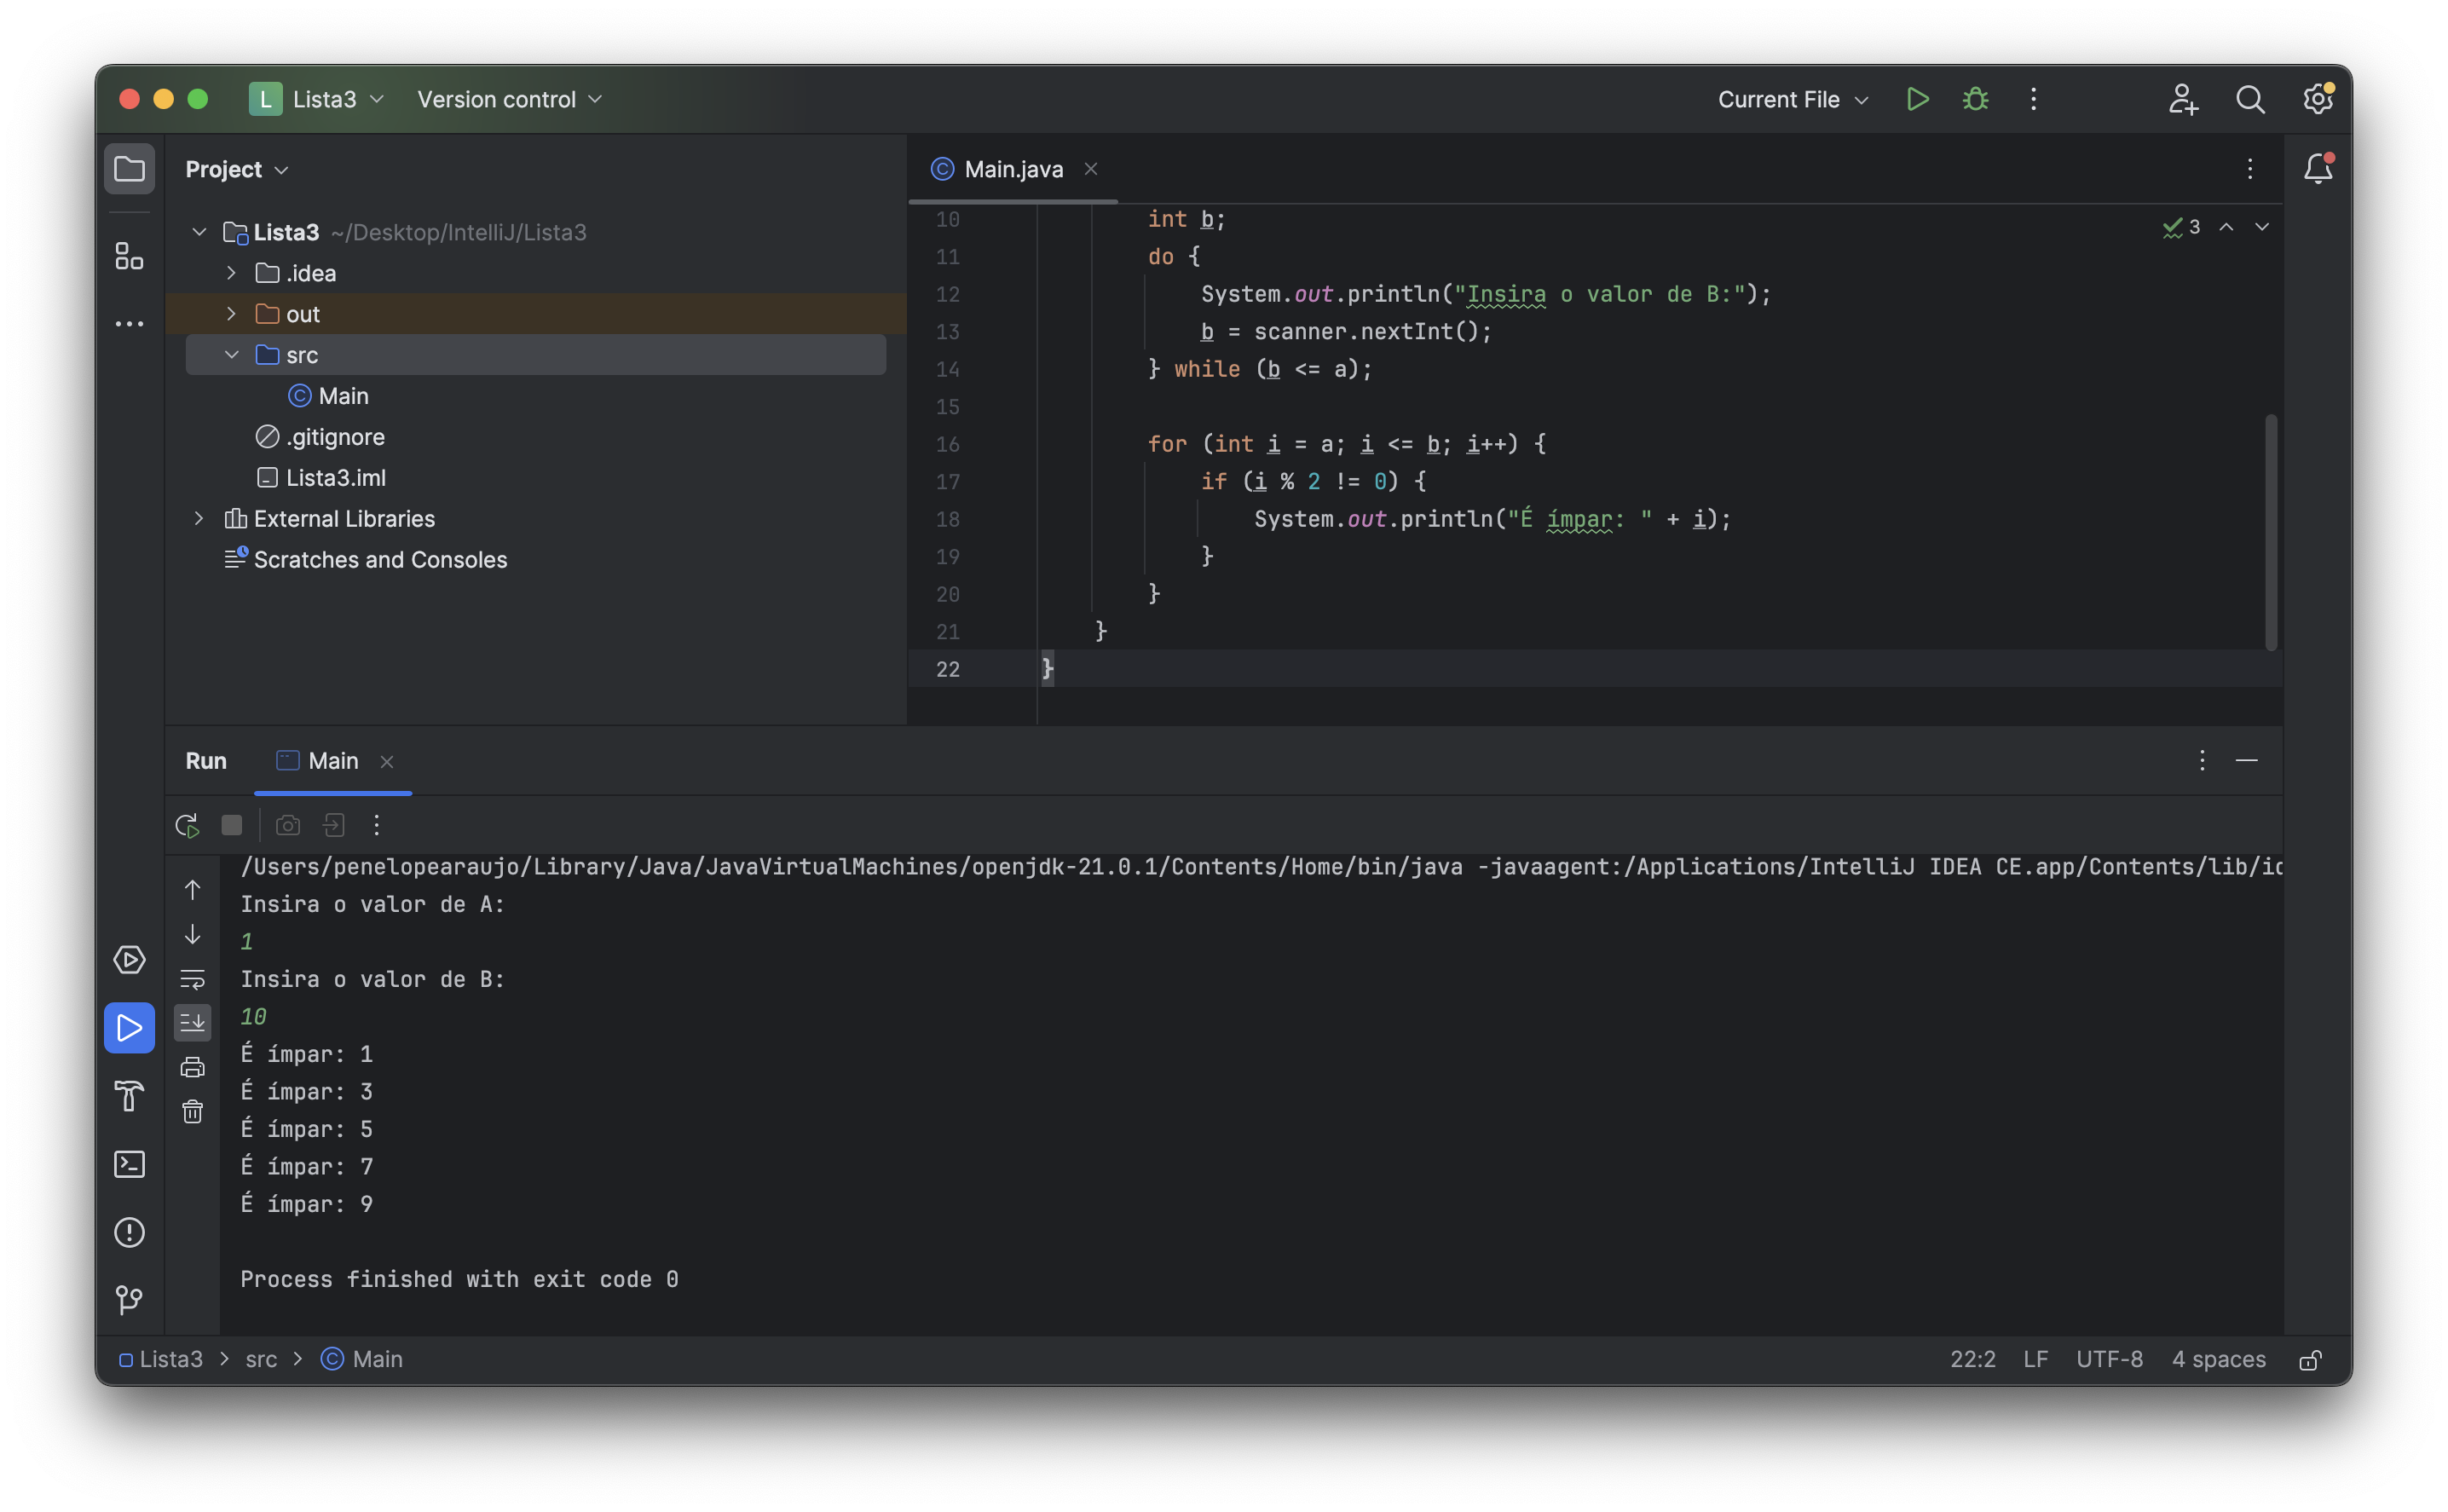 L Lista3 Version control Current File
Project
Lista3 ~/Desktop/IntelliJ/Lista3
.idea
out
src
C Main
.gitignore
Lista3.iml
External Libraries
Scratches and Consoles
C Main.java
3
10 int b;
11 do {
12 System.out.println("Insira o valor de B:");
13 b = scanner.nextInt();
14 } while (b <= a);
15
16 for (int i = a; i <= b; i++) {
17 if (i % 2 != 0) {
18 System.out.println("É ímpar: " + i);
19 }
20 }
21 }
22 }
Run Main
/Users/penelopearaujo/Library/Java/JavaVirtualMachines/openjdk-21.0.1/Contents/Home/bin/java -javaagent:/Applications/IntelliJ IDEA CE.app/Contents/lib/
Insira o valor de A:
1
Insira o valor de B:
10
É ímpar: 1
É ímpar: 3
É ímpar: 5
É ímpar: 7
É ímpar: 9
Process finished with exit code 0
Lista3 > src > C Main 22:2 LF UTF-8 4 spaces